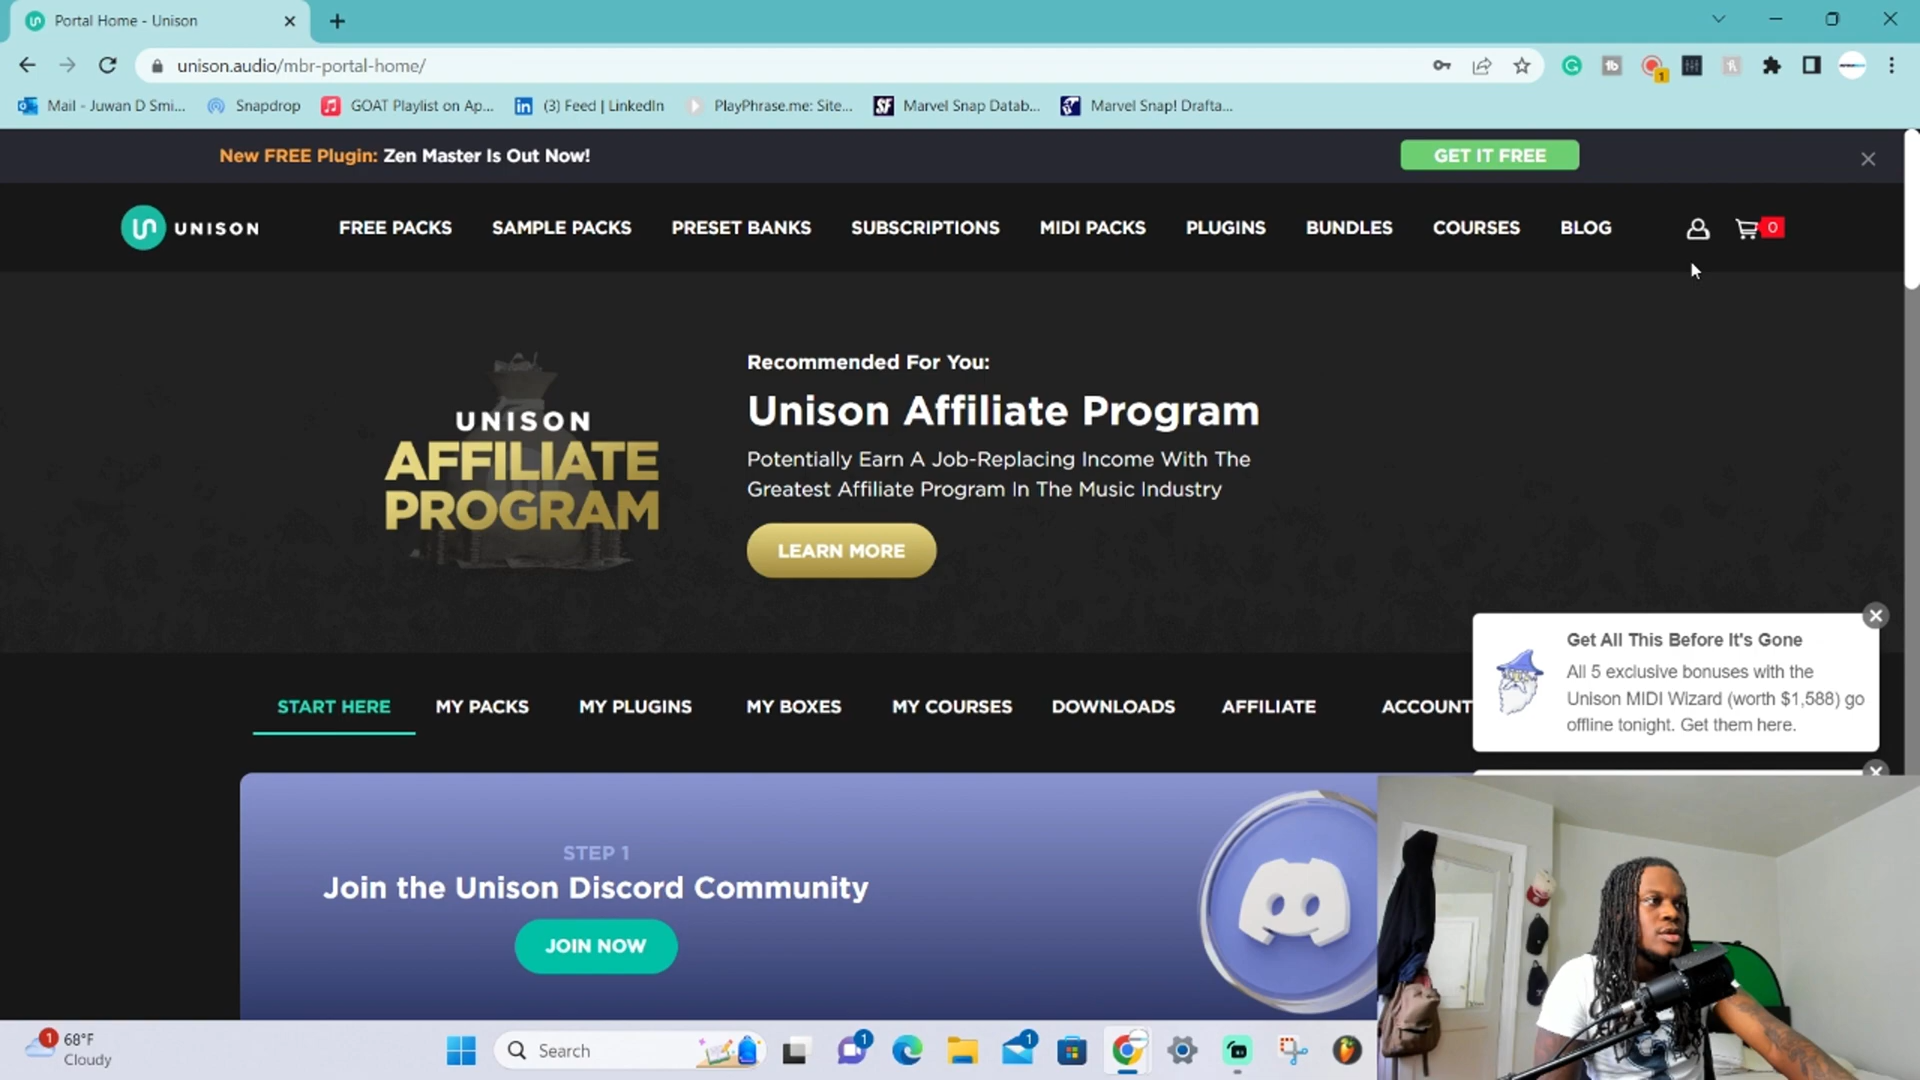 Portal Home - Unison
unison.audio/mbr-portal-home/
1
Mail - Juwan D Smi...
Snapdrop
GOAT Playlist on Ap...
(3) Feed | LinkedIn
PlayPhrase.me: Site...
Marvel Snap Datab...
Marvel Snap! Drafta...
New FREE Plugin: Zen Master Is Out Now!
GET IT FREE
UNISON
FREE PACKS
SAMPLE PACKS
PRESET BANKS
SUBSCRIPTIONS
MIDI PACKS
PLUGINS
BUNDLES
COURSES
BLOG
0
UNISON
AFFILIATE
PROGRAM
Recommended For You:
Unison Affiliate Program
Potentially Earn A Job-Replacing Income With The
Greatest Affiliate Program In The Music Industry
LEARN MORE
Get All This Before It's Gone
All 5 exclusive bonuses with the
Unison MIDI Wizard (worth $1,588) go
offline tonight. Get them here.
START HERE
MY PACKS
MY PLUGINS
MY BOXES
MY COURSES
DOWNLOADS
AFFILIATE
ACCOUNT
STEP 1
Join the Unison Discord Community
JOIN NOW
1
68°F
Cloudy
Search
1
1